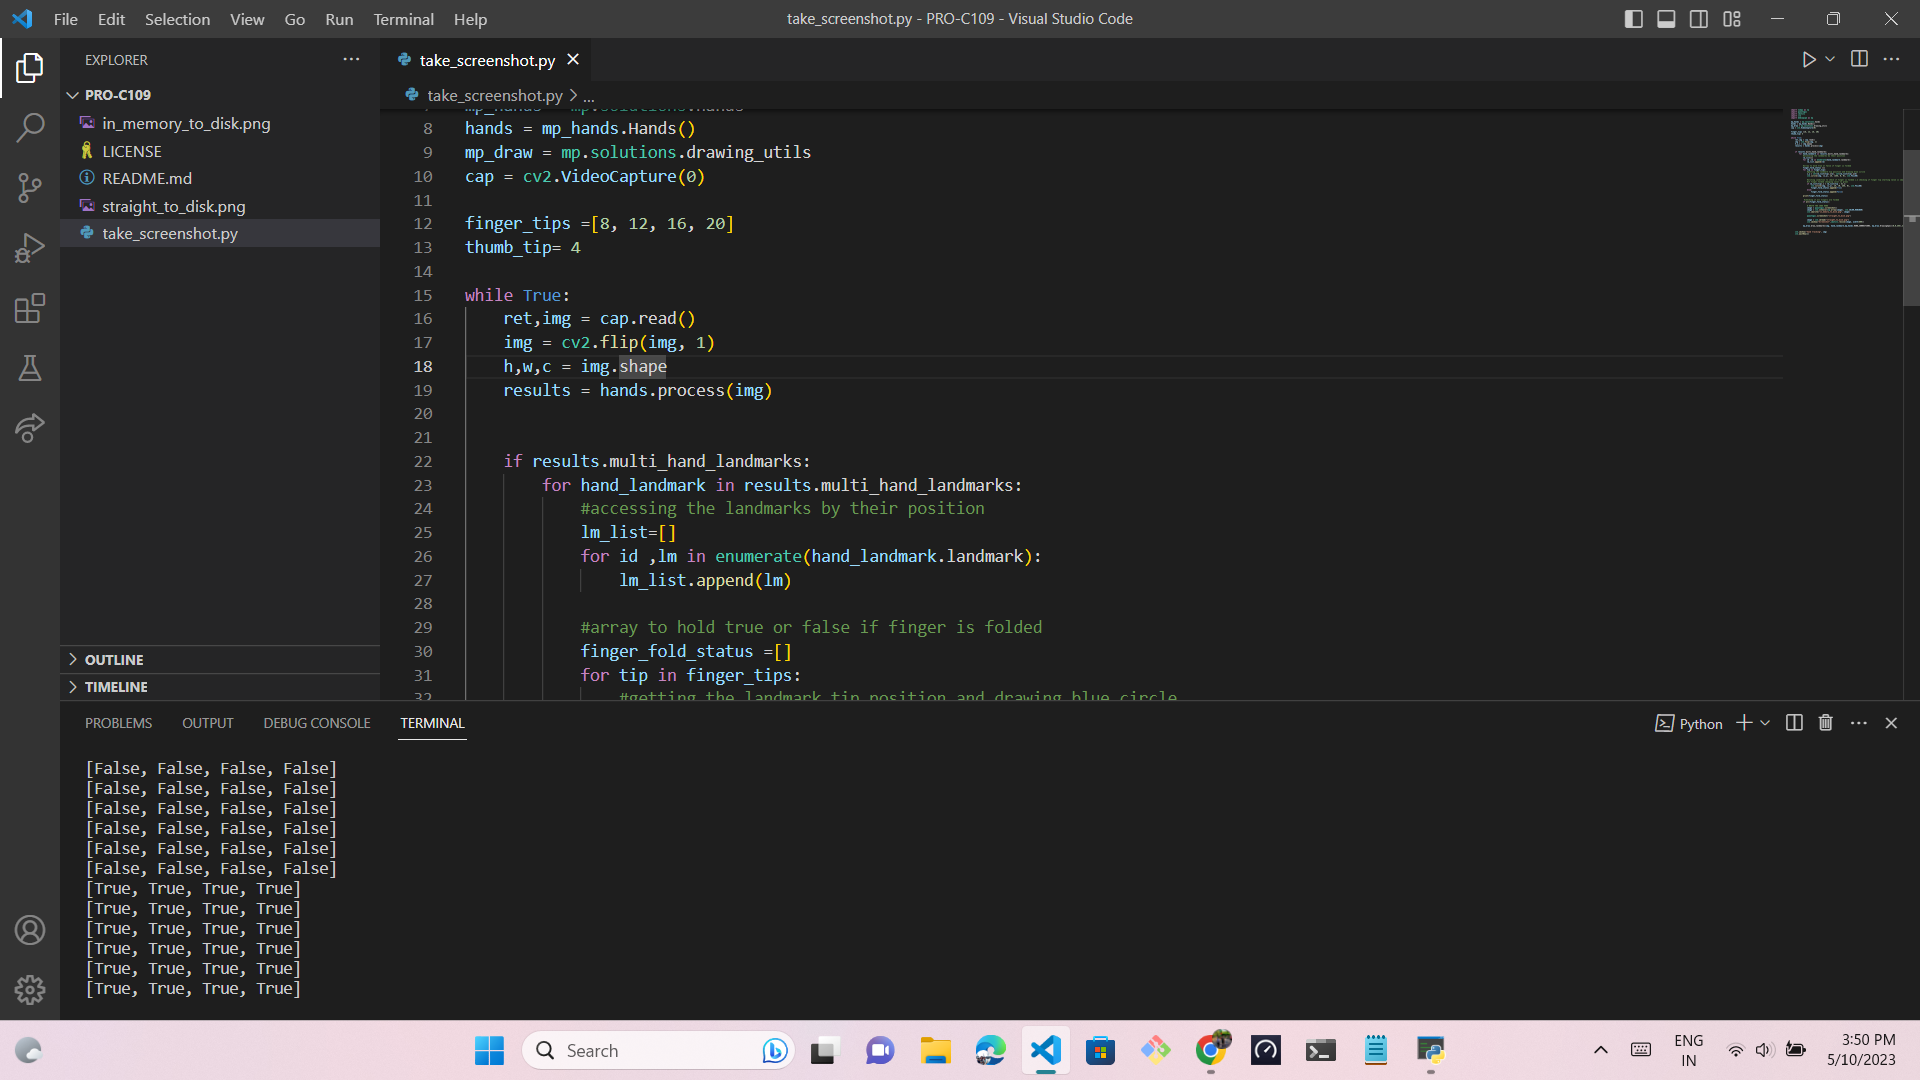 File Edit Selection View Go Run Terminal Help
take_screenshot.py - PRO-C109 - Visual Studio Code
EXPLORER
PRO-C109
in_memory_to_disk.png
LICENSE
README.md
straight_to_disk.png
take_screenshot.py
OUTLINE
TIMELINE
take_screenshot.py
take_screenshot.py > ...
8 hands = mp_hands.Hands()
9 mp_draw = mp.solutions.drawing_utils
10 cap = cv2.VideoCapture(0)
11
12 finger_tips =[8, 12, 16, 20]
13 thumb_tip= 4
14
15 while True:
16 ret,img = cap.read()
17 img = cv2.flip(img, 1)
18 h,w,c = img.shape
19 results = hands.process(img)
20
21
22 if results.multi_hand_landmarks:
23 for hand_landmark in results.multi_hand_landmarks:
24 #accessing the landmarks by their position
25 lm_list=[]
26 for id ,lm in enumerate(hand_landmark.landmark):
27 lm_list.append(lm)
28
29 #array to hold true or false if finger is folded
30 finger_fold_status =[]
31 for tip in finger_tips:
32 #getting the landmark tip position and drawing blue circle
PROBLEMS OUTPUT DEBUG CONSOLE TERMINAL
Python
[False, False, False, False]
[False, False, False, False]
[False, False, False, False]
[False, False, False, False]
[False, False, False, False]
[False, False, False, False]
[True, True, True, True]
[True, True, True, True]
[True, True, True, True]
[True, True, True, True]
[True, True, True, True]
[True, True, True, True]
Search
ENG
IN
3:50 PM
5/10/2023